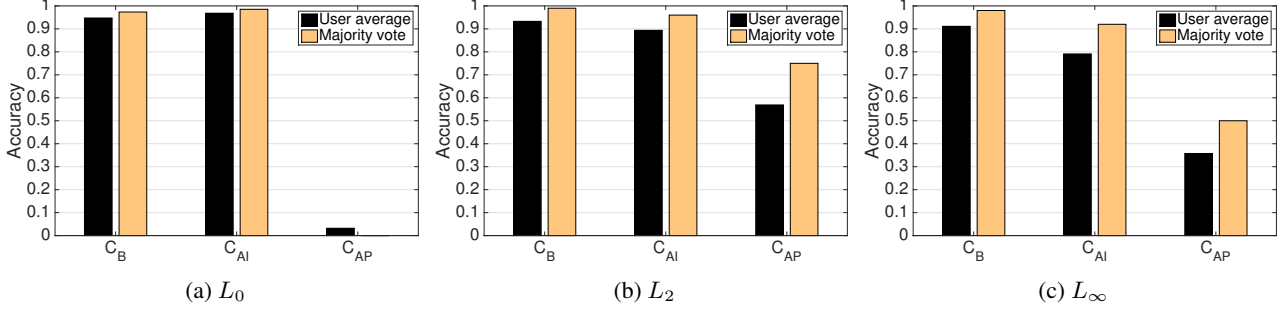 1
0.9
0.8
0.7
0.6
0.5
0.4
0.3
0.2
0.1
0
Accuracy
User average
Majority vote
C_B C_AI C_AP
(a) L_0
1
0.9
0.8
0.7
0.6
0.5
0.4
0.3
0.2
0.1
0
Accuracy
User average
Majority vote
C_B C_AI C_AP
(b) L_2
1
0.9
0.8
0.7
0.6
0.5
0.4
0.3
0.2
0.1
0
Accuracy
User average
Majority vote
C_B C_AI C_AP
(c) L_∞